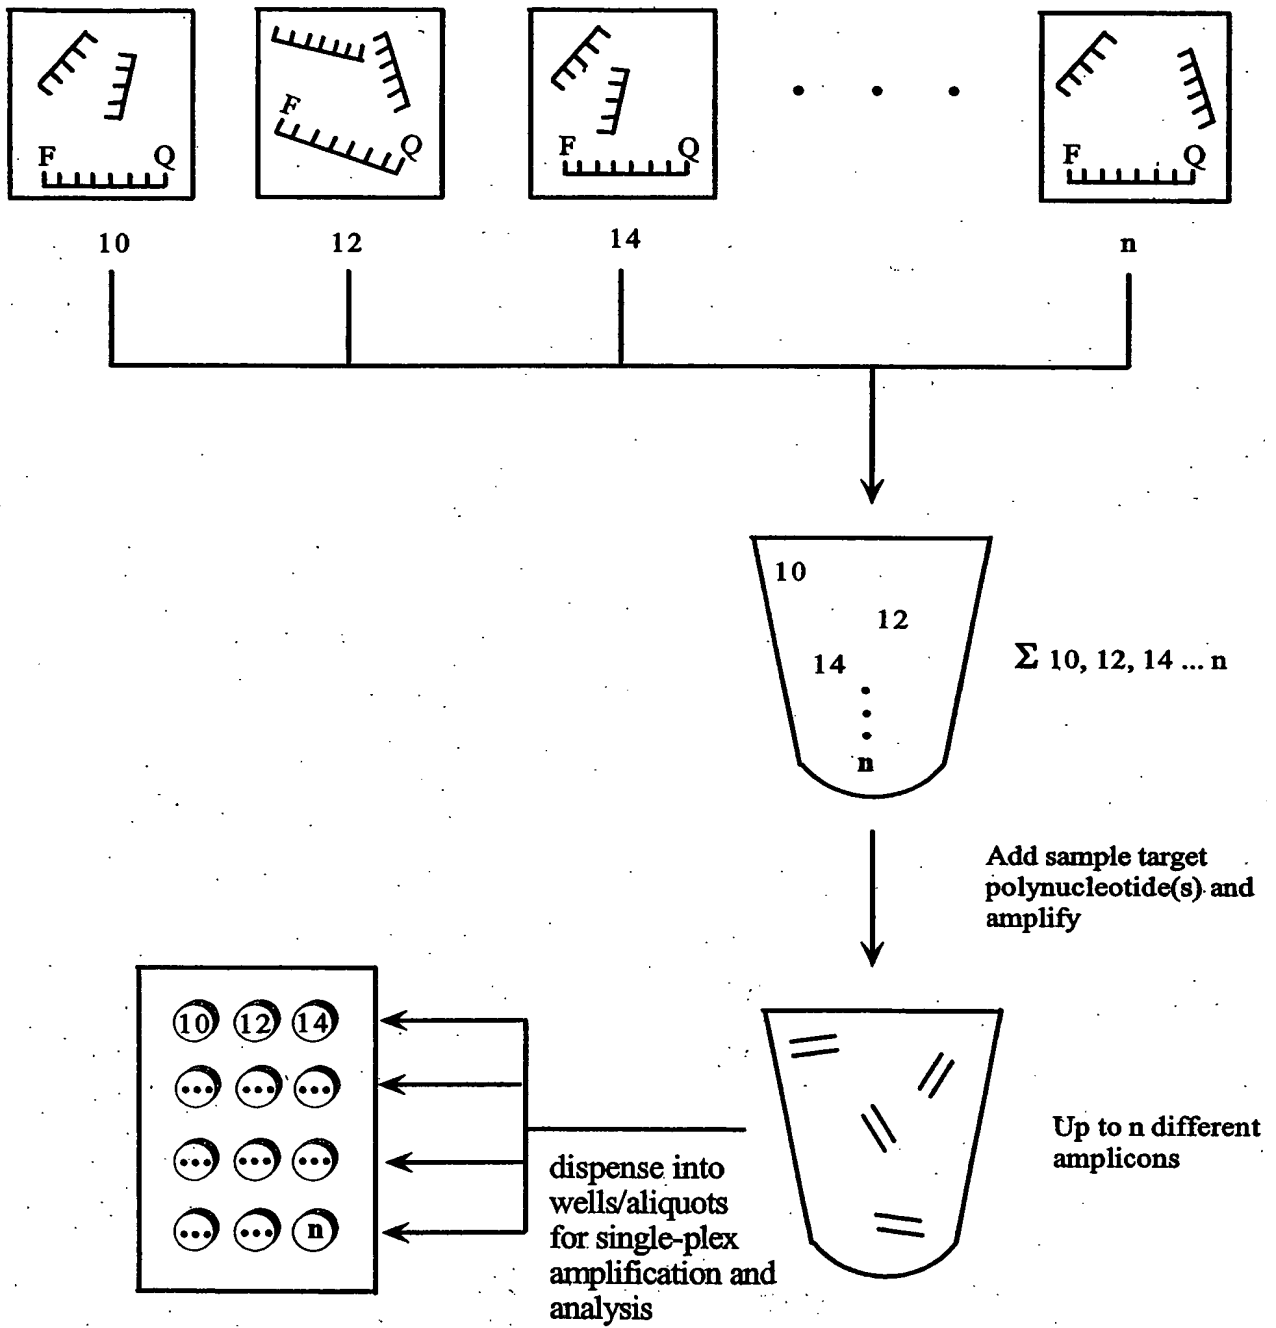 F Q
F Q
F Q
F Q
10 12 14 n
10
12
14
n
Σ 10, 12, 14 ... n
Add sample target
polynucleotide(s) and
amplify
10 12 14
... ... ...
... ... ...
... ... n
dispense into
wells/aliquots
for single-plex
amplification and
analysis
Up to n different
amplicons